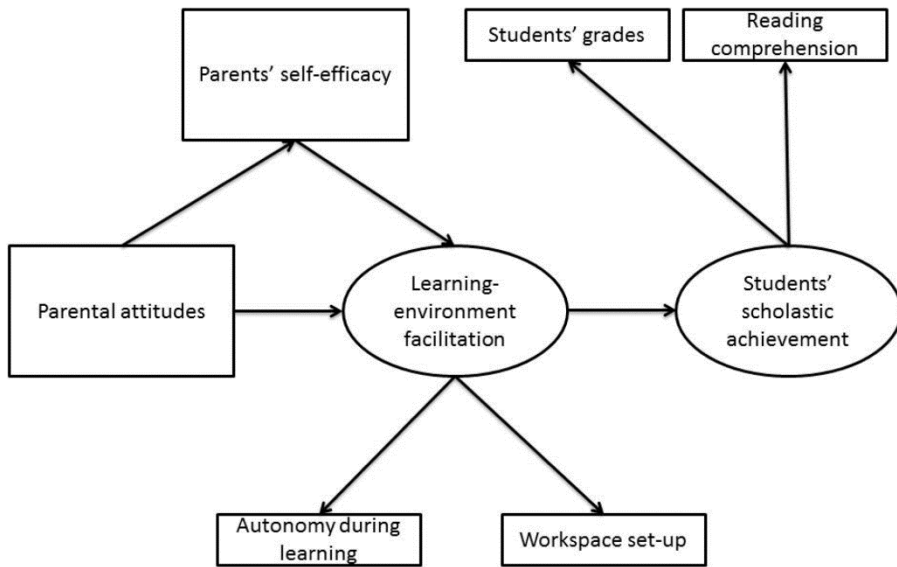 Students’ grades
Reading
comprehension
Parents’ self-efficacy
Parental attitudes
Learning-
environment
facilitation
Students’
scholastic
achievement
Autonomy during
learning
Workspace set-up